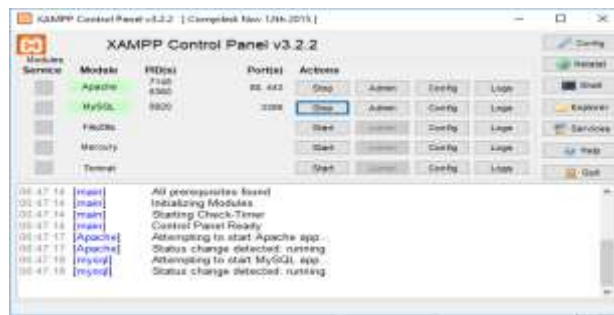 XAMPP Control Panel v3.2.2 [ Compiled: Nov 12th 2015 ]
XAMPP Control Panel v3.2.2
Config
Modules
Service Module PID(s) Port(s) Actions
Netstat
Apache 80, 443 Stop Admin Config Logs
Shell
MySQL 3306 Stop Admin Config Logs
Explorer
FileZilla Start Admin Config Logs
Services
Mercury Start Admin Config Logs
Help
Tomcat Start Admin Config Logs
Quit
[main] All prerequisites found
[main] Initializing Modules
[main] Starting Check-Timer
[main] Control Panel Ready
[Apache] Attempting to start Apache app...
[Apache] Status change detected: running
[mysql] Attempting to start MySQL app...
[mysql] Status change detected: running